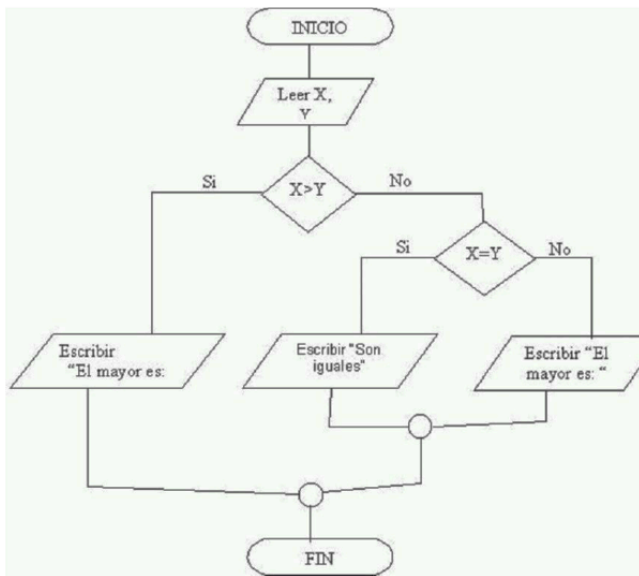 INICIO
Leer X,
Y
Si
X>Y
No
Si
X=Y
No
Escribir
"El mayor es:
Escribir "Son
iguales"
Escribir "El
mayor es: "
FIN